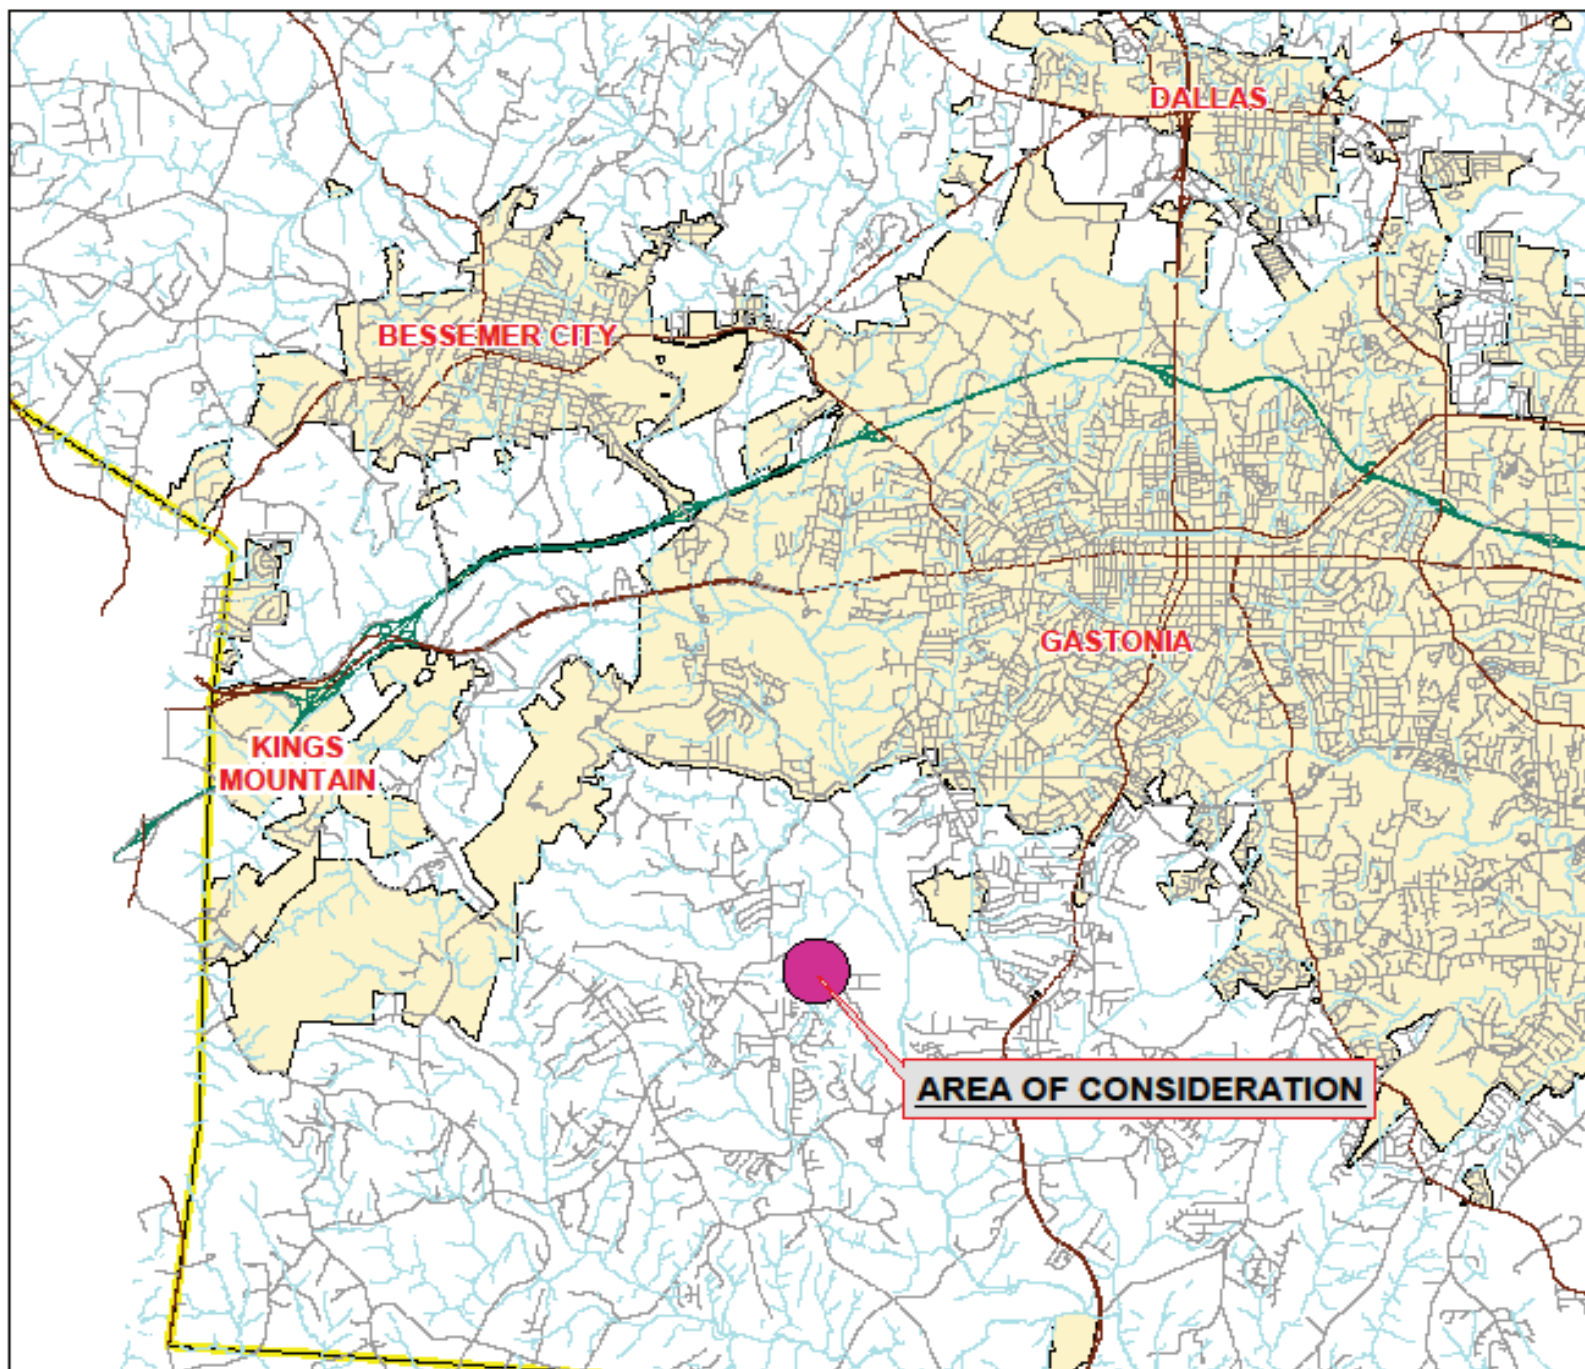 DALLAS
BESSEMER CITY
GASTONIA
KINGS
MOUNTAIN
AREA OF CONSIDERATION